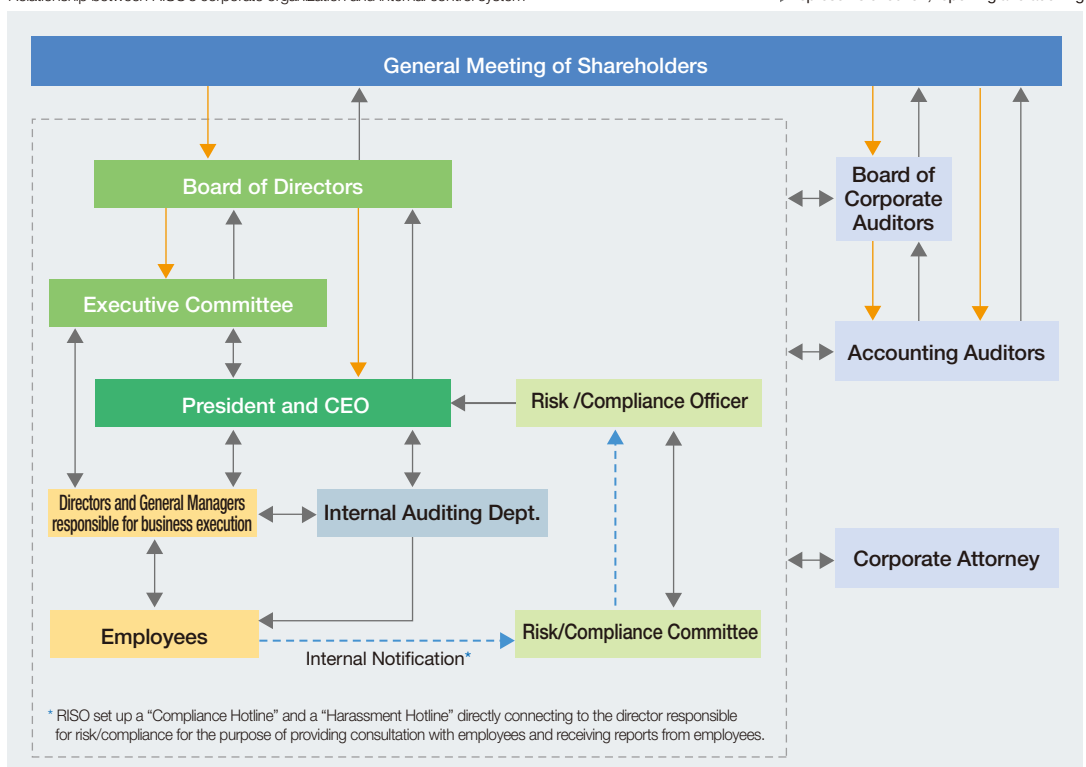 General Meeting of Shareholders
Board of Directors
Board of
Corporate
Auditors
Executive Committee
Accounting Auditors
President and CEO
Risk /Compliance Officer
Directors and General Managers
responsible for business execution
Internal Auditing Dept.
Corporate Attorney
Employees
Risk/Compliance Committee
Internal Notification*
* RISO set up a “Compliance Hotline” and a “Harassment Hotline” directly connecting to the director responsible
for risk/compliance for the purpose of providing consultation with employees and receiving reports from employees.